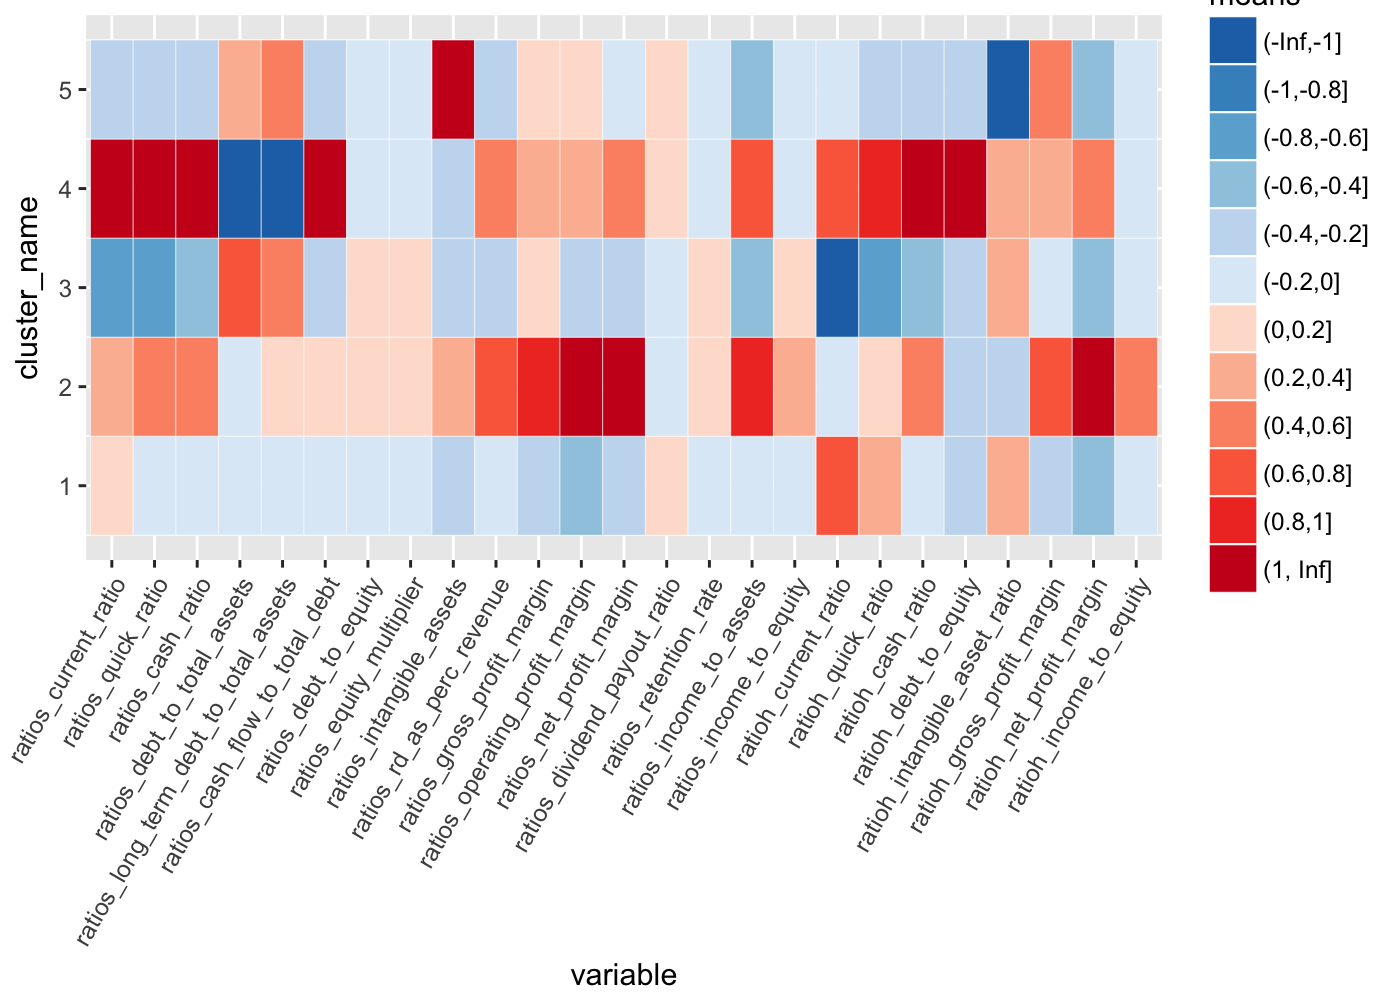 means
(-Inf,-1]
(-1,-0.8]
(-0.8,-0.6]
(-0.6,-0.4]
(-0.4,-0.2]
(-0.2,0]
(0,0.2]
(0.2,0.4]
(0.4,0.6]
(0.6,0.8]
(0.8,1]
(1, Inf]
cluster_name
5
4
3
2
1
ratios_current_ratio
ratios_quick_ratio
ratios_cash_ratio
ratios_debt_to_total_assets
ratios_long_term_debt_to_total_assets
ratios_cash_flow_to_total_debt
ratios_debt_to_equity
ratios_equity_multiplier
ratios_intangible_assets
ratios_rd_as_perc_revenue
ratios_gross_profit_margin
ratios_operating_profit_margin
ratios_net_profit_margin
ratios_dividend_payout_ratio
ratios_retention_rate
ratios_income_to_assets
ratios_income_to_equity
ratioh_current_ratio
ratioh_quick_ratio
ratioh_cash_ratio
ratioh_debt_to_equity
ratioh_intangible_asset_ratio
ratioh_gross_profit_margin
ratioh_net_profit_margin
ratioh_income_to_equity
variable